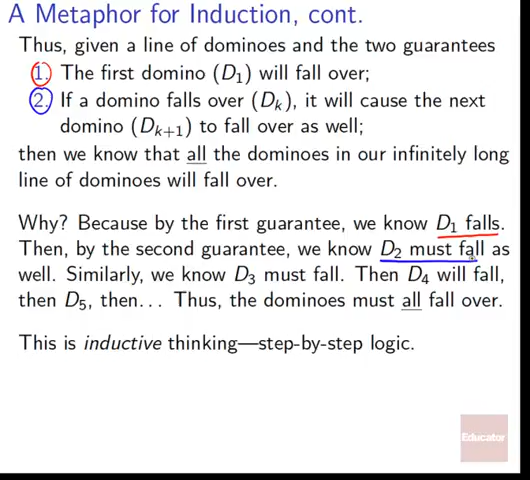 A Metaphor for Induction, cont.
Thus, given a line of dominoes and the two guarantees
1. The first domino (D₁) will fall over;
2. If a domino falls over (Dₖ), it will cause the next
domino (Dₖ₊₁) to fall over as well;
then we know that all the dominoes in our infinitely long
line of dominoes will fall over.
Why? Because by the first guarantee, we know D₁ falls.
Then, by the second guarantee, we know D₂ must fall as
well. Similarly, we know D₃ must fall. Then D₄ will fall,
then D₅, then... Thus, the dominoes must all fall over.
This is inductive thinking—step-by-step logic.
Educator